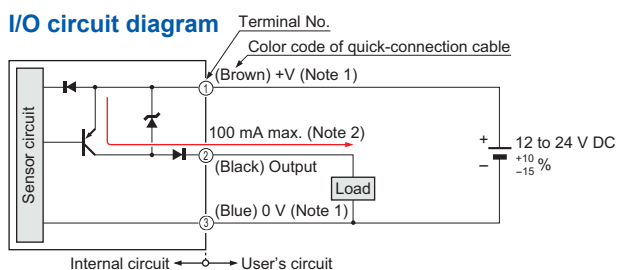 I/O circuit diagram
Terminal No.
Color code of quick-connection cable
(Brown) +V (Note 1)
1
Sensor circuit
100 mA max. (Note 2)
2
(Black) Output
Load
+
–
12 to 24 V DC
+10
–15 %
(Blue) 0 V (Note 1)
3
Internal circuit
User's circuit